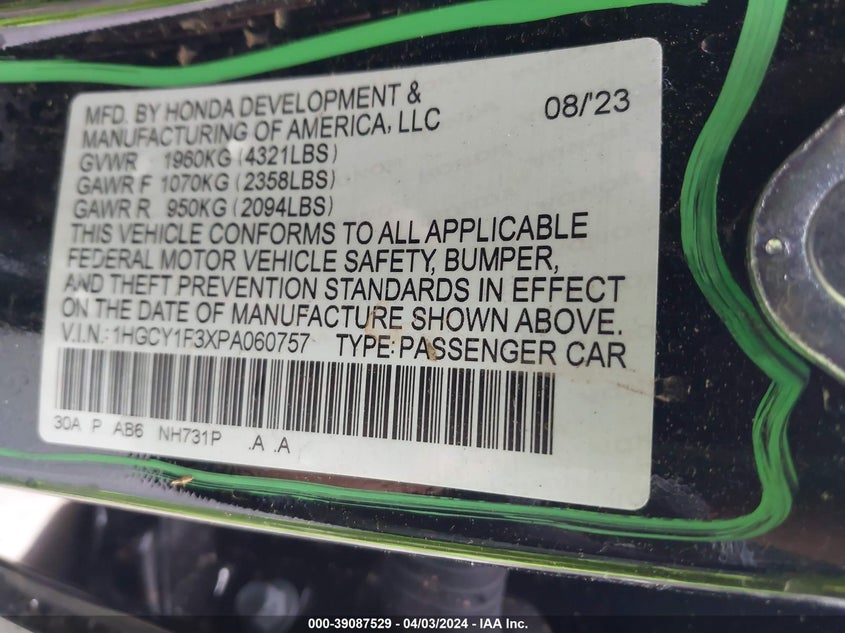 MFD. BY HONDA DEVELOPMENT & 08/'23
MANUFACTURING OF AMERICA, LLC
GVWR 1960KG (4321LBS)
GAWR F 1070KG (2358LBS)
GAWR R 950KG (2094LBS)
THIS VEHICLE CONFORMS TO ALL APPLICABLE
FEDERAL MOTOR VEHICLE SAFETY, BUMPER,
AND THEFT PREVENTION STANDARDS IN EFFECT
ON THE DATE OF MANUFACTURE SHOWN ABOVE.
V.I.N.: 1HGCY1F3XPA060757 TYPE: PASSENGER CAR
30A P AB6 NH731P .A .A
000-39087529 - 04/03/2024 - IAA Inc.